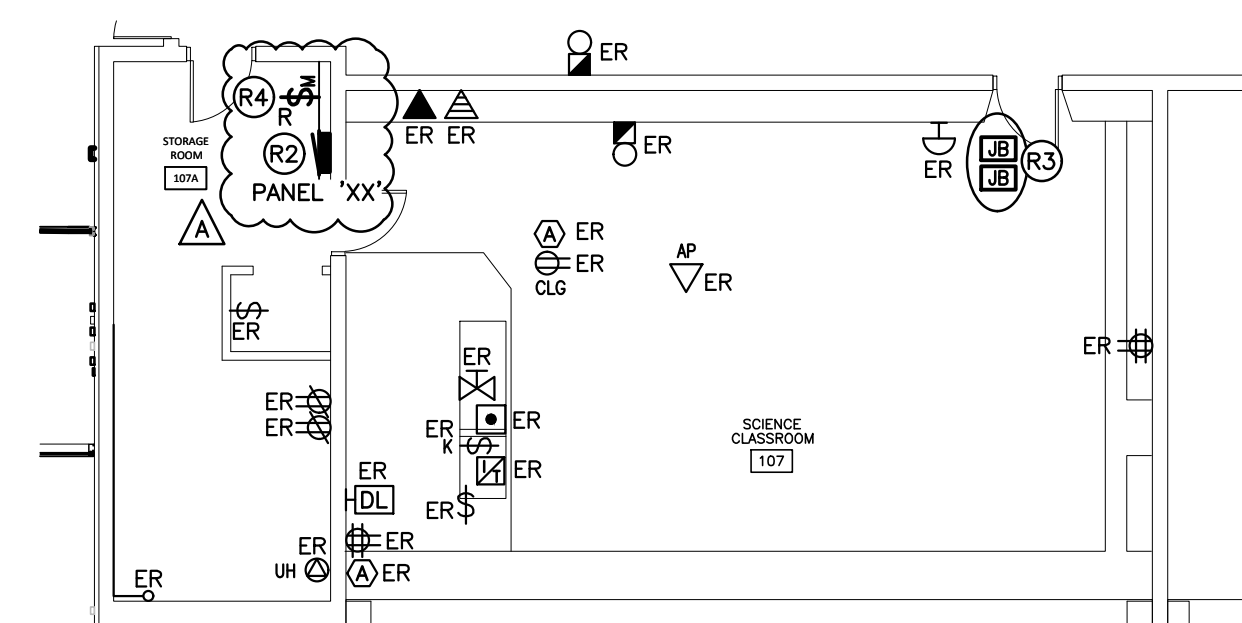 ER
R4
M
$
R
ER
ER
STORAGE
ROOM
107A
R2
ER
ER
JB
JB
R3
PANEL 'XX'
A
A
ER
ER
CLG
AP
ER
$
ER
ER
ER
ER
ER
ER
ER
K
$
SCIENCE
CLASSROOM
107
I
T
ER
ER
DL
ER
$
ER
ER
UH
A
ER
ER